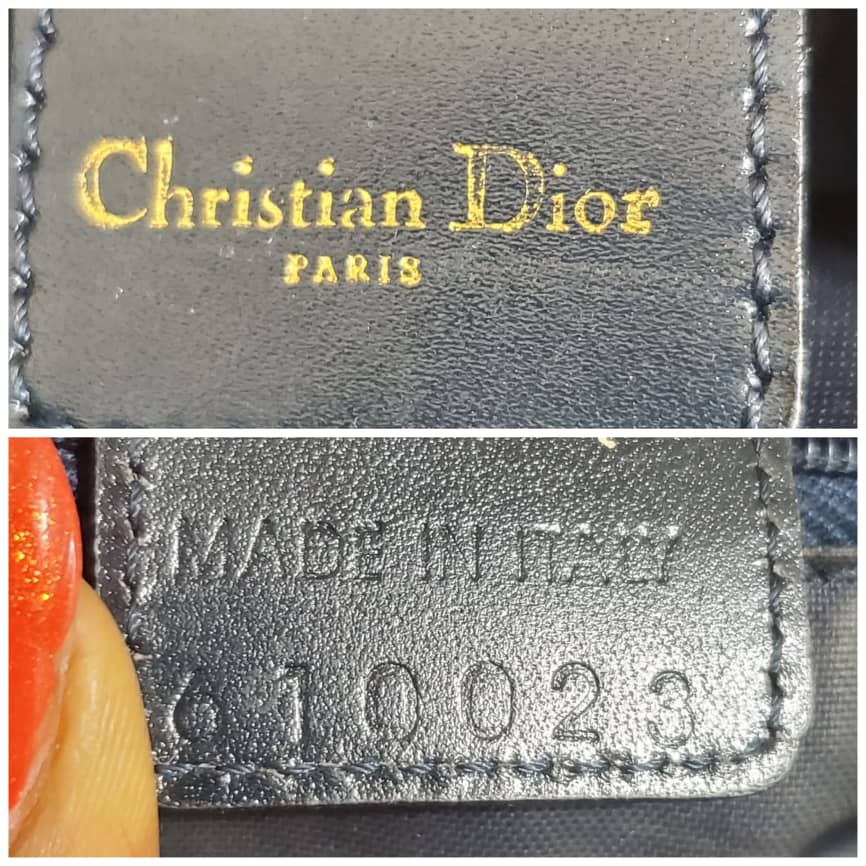 Christian Dior
PARIS
MADE IN ITALY
610023